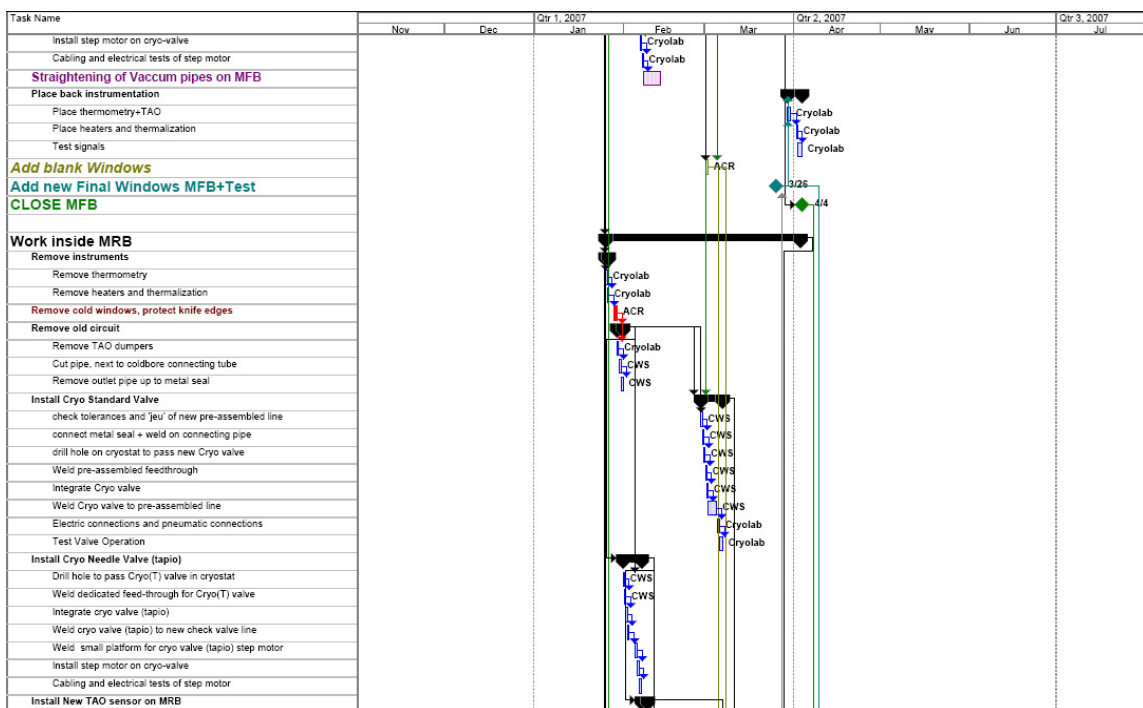 Task Name Qtr 1, 2007 Qtr 2, 2007 Qtr 3, 2007
Nov Dec Jan Feb Mar Apr May Jun Jul
Install step motor on cryo-valve Cryolab
Cabling and electrical tests of step motor Cryolab
Straightening of Vaccum pipes on MFB
Place back instrumentation
Place thermometry+TAO Cryolab
Place heaters and thermalization Cryolab
Test signals Cryolab
Add blank Windows ACR
Add new Final Windows MFB+Test 3/26
CLOSE MFB 4/4
Work inside MRB
Remove instruments
Remove thermometry Cryolab
Remove heaters and thermalization Cryolab
Remove cold windows, protect knife edges ACR
Remove old circuit
Remove TAO dumpers Cryolab
Cut pipe, next to coldbore connecting tube CWS
Remove outlet pipe up to metal seal CWS
Install Cryo Standard Valve
check tolerances and 'jeu' of new pre-assembled line CWS
connect metal seal + weld on connecting pipe CWS
drill hole on cryostat to pass new Cryo valve CWS
Weld pre-assembled feedthrough CWS
Integrate Cryo valve CWS
Weld Cryo valve to pre-assembled line CWS
Electric connections and pneumatic connections Cryolab
Test Valve Operation Cryolab
Install Cryo Needle Valve (tapio)
Drill hole to pass Cryo(T) valve in cryostat CWS
Weld dedicated feed-through for Cryo(T) valve CWS
Integrate cryo valve (tapio)
Weld cryo valve (tapio) to new check valve line
Weld small platform for cryo valve (tapio) step motor
Install step motor on cryo-valve
Cabling and electrical tests of step motor
Install New TAO sensor on MRB